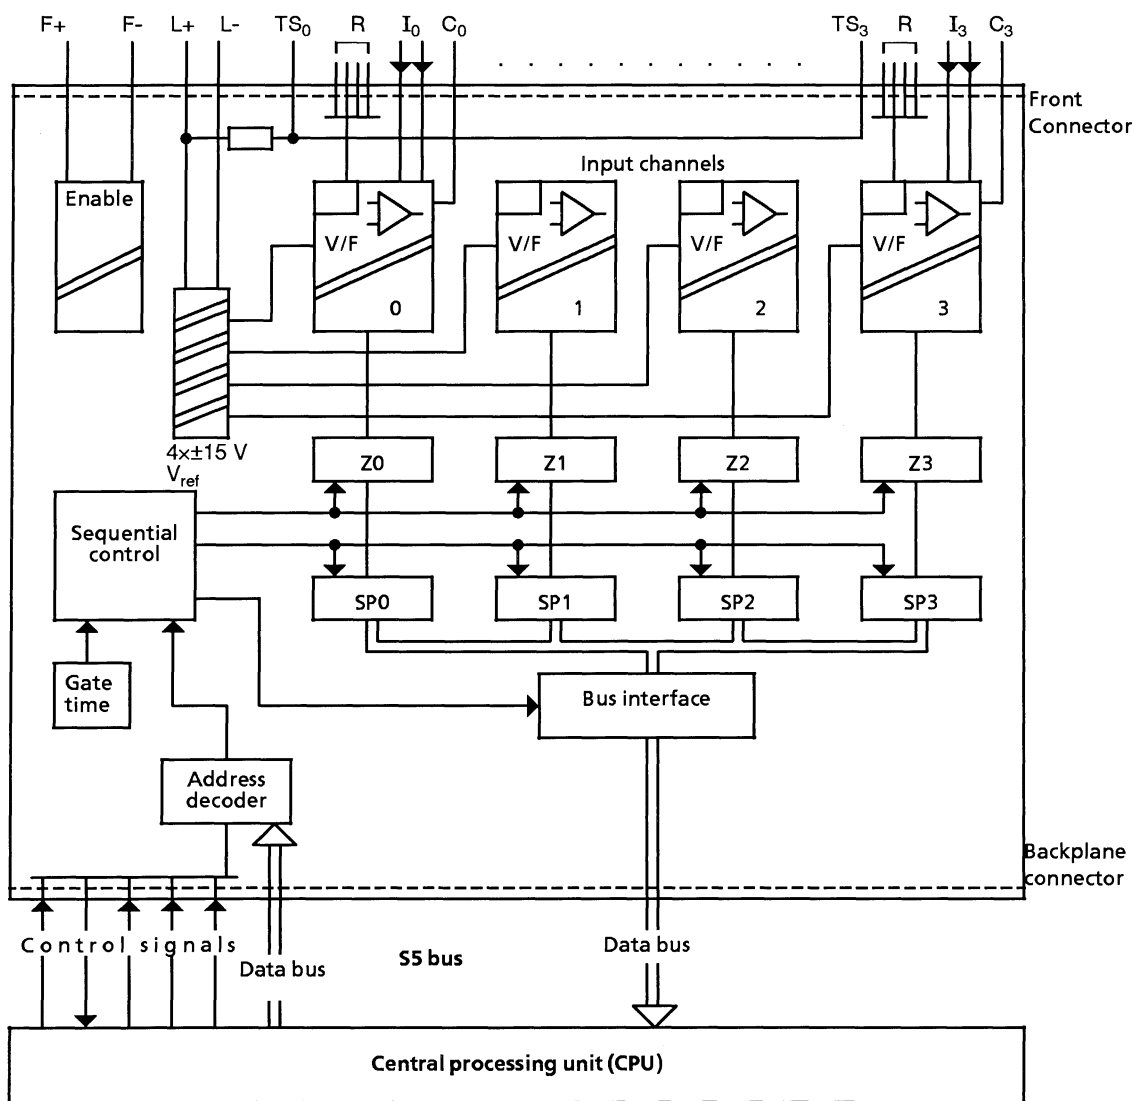 F+ F- L+ L- TS0 R I0 C0 TS3 R I3 C3
Front
Connector
Input channels
Enable
V/F V/F V/F V/F
0 1 2 3
4×±15 V
Vref
Z0 Z1 Z2 Z3
Sequential
control
SP0 SP1 SP2 SP3
Gate
time
Bus interface
Address
decoder
Backplane
connector
Control signals
Data bus
S5 bus
Data bus
Central processing unit (CPU)